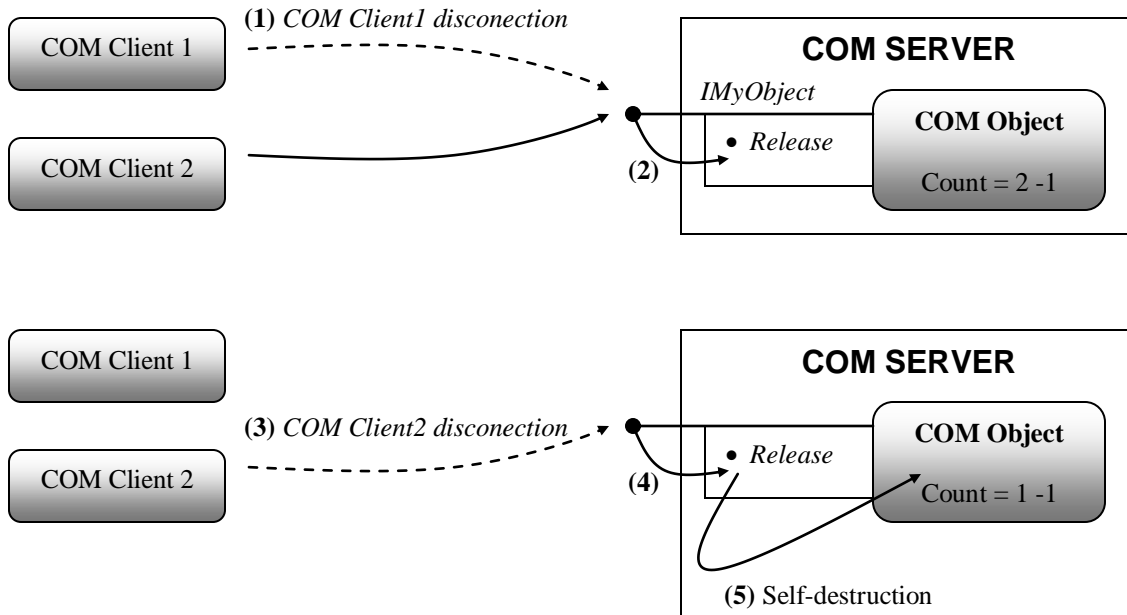 (1) COM Client1 disconection
COM Client 1
COM SERVER
IMyObject
COM Object
• Release
COM Client 2
(2)
Count = 2 -1
COM Client 1
COM SERVER
(3) COM Client2 disconection
COM Object
• Release
COM Client 2
(4)
Count = 1 -1
(5) Self-destruction